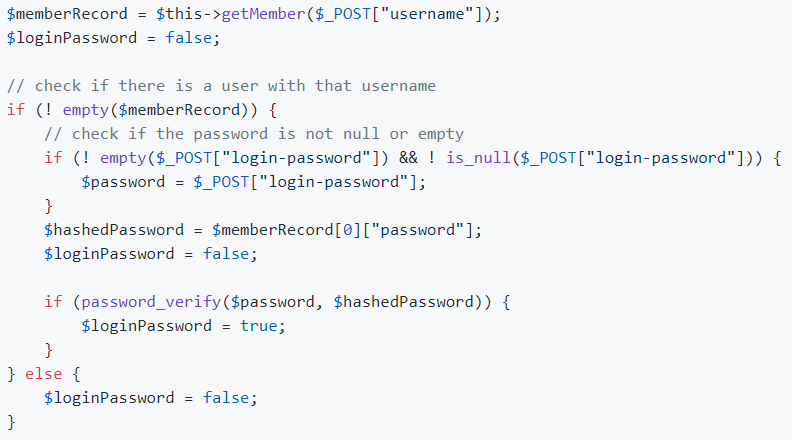 $memberRecord = $this->getMember($_POST["username"]);
$loginPassword = false;

// check if there is a user with that username
if (! empty($memberRecord)) {
    // check if the password is not null or empty
    if (! empty($_POST["login-password"]) && ! is_null($_POST["login-password"])) {
        $password = $_POST["login-password"];
    }
    $hashedPassword = $memberRecord[0]["password"];
    $loginPassword = false;

    if (password_verify($password, $hashedPassword)) {
        $loginPassword = true;
    }
} else {
    $loginPassword = false;
}